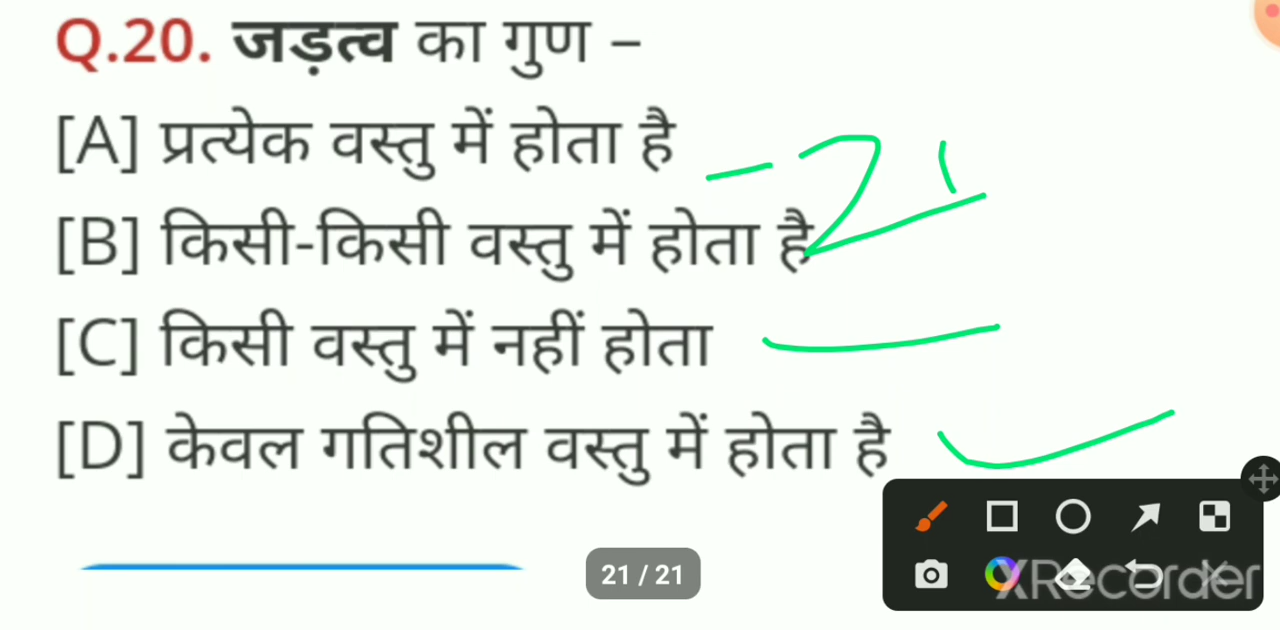 Q.20. जड़त्व का गुण –
[A] प्रत्येक वस्तु में होता है
[B] किसी-किसी वस्तु में होता है
[C] किसी वस्तु में नहीं होता
[D] केवल गतिशील वस्तु में होता है
21 / 21
XRecorder